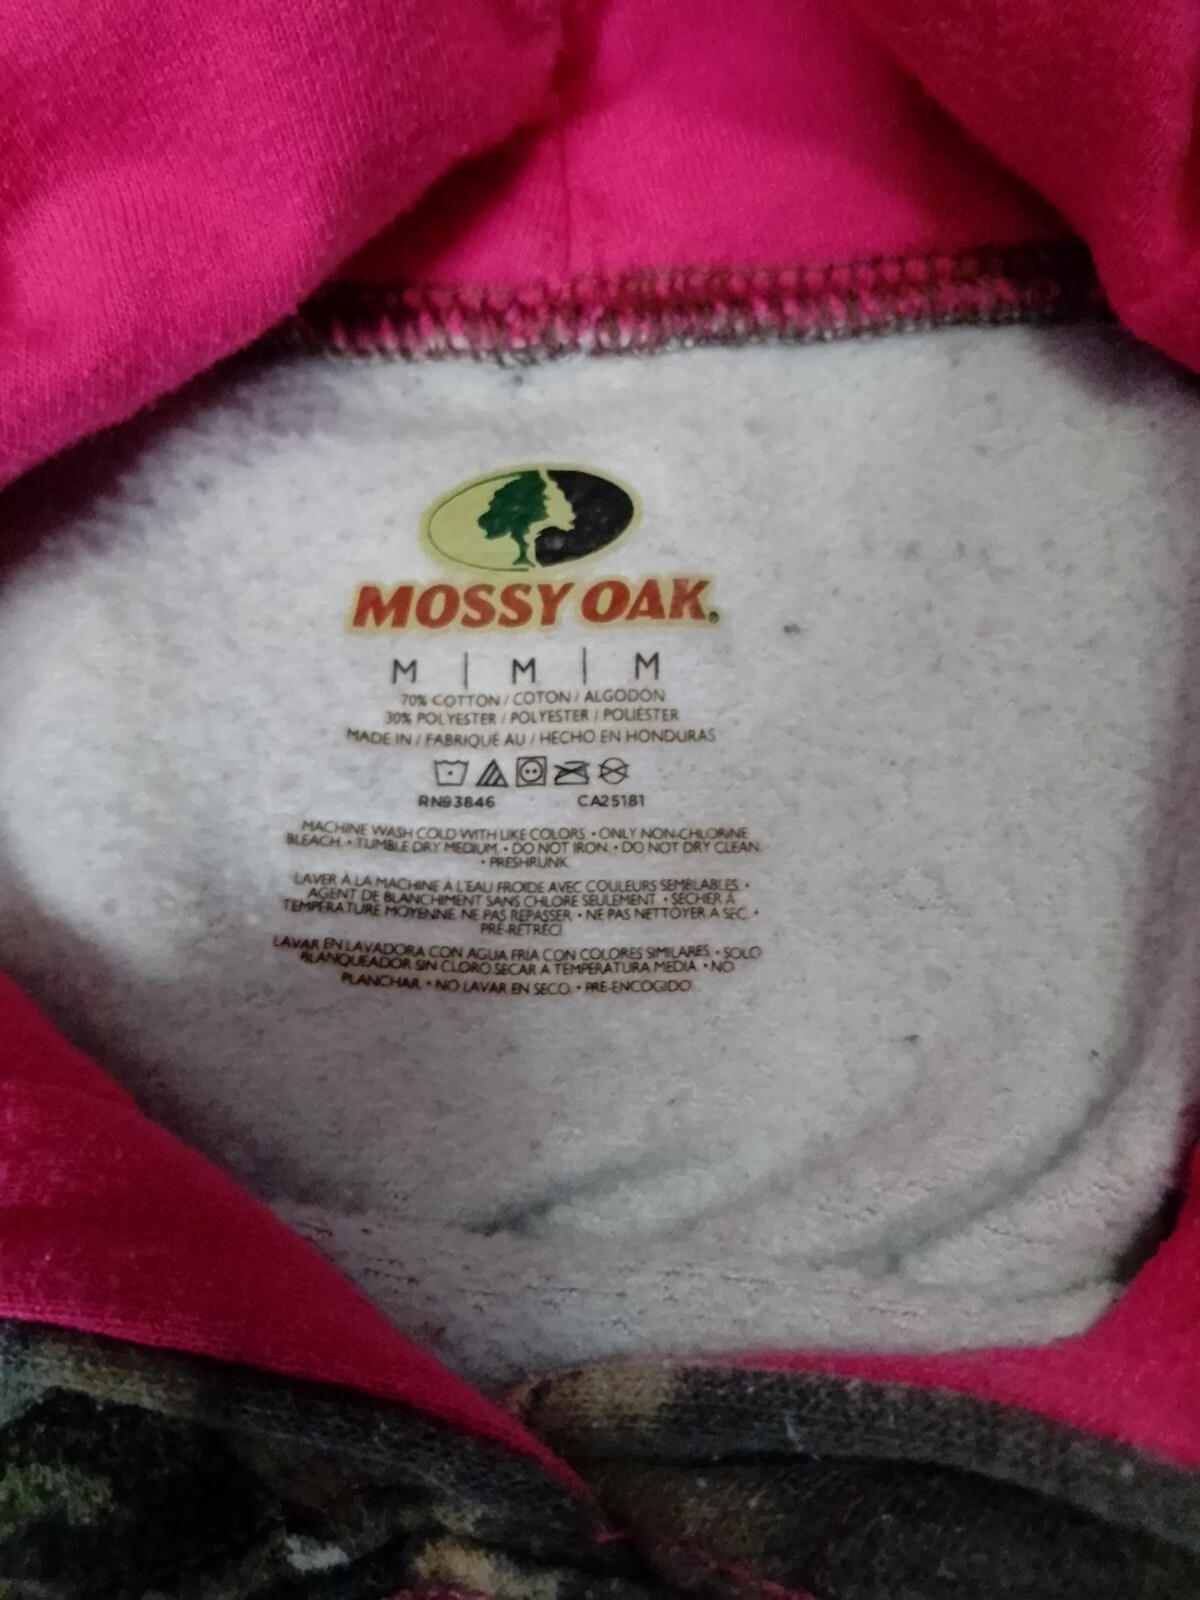 MOSSY OAK.
M | M | M
70% COTTON / COTON / ALGODÓN
30% POLYESTER / POLYESTER / POLIÉSTER
MADE IN / FABRIQUÉ AU / HECHO EN HONDURAS
RN93846 CA25181
MACHINE WASH COLD WITH LIKE COLORS • ONLY NON-CHLORINE
BLEACH • TUMBLE DRY MEDIUM • DO NOT IRON • DO NOT DRY CLEAN
• PRESHRUNK
LAVER À LA MACHINE À L'EAU FROIDE AVEC COULEURS SEMBLABLES •
AGENT DE BLANCHIMENT SANS CHLORE SEULEMENT • SÉCHER À
TEMPÉRATURE MOYENNE NE PAS REPASSER • NE PAS NETTOYER À SEC •
PRÉ-RÉTRÉCI
LAVAR EN LAVADORA CON AGUA FRÍA CON COLORES SIMILARES • SOLO
BLANQUEADOR SIN CLORO SECAR A TEMPERATURA MEDIA • NO
PLANCHAR • NO LAVAR EN SECO • PRE-ENCOGIDO